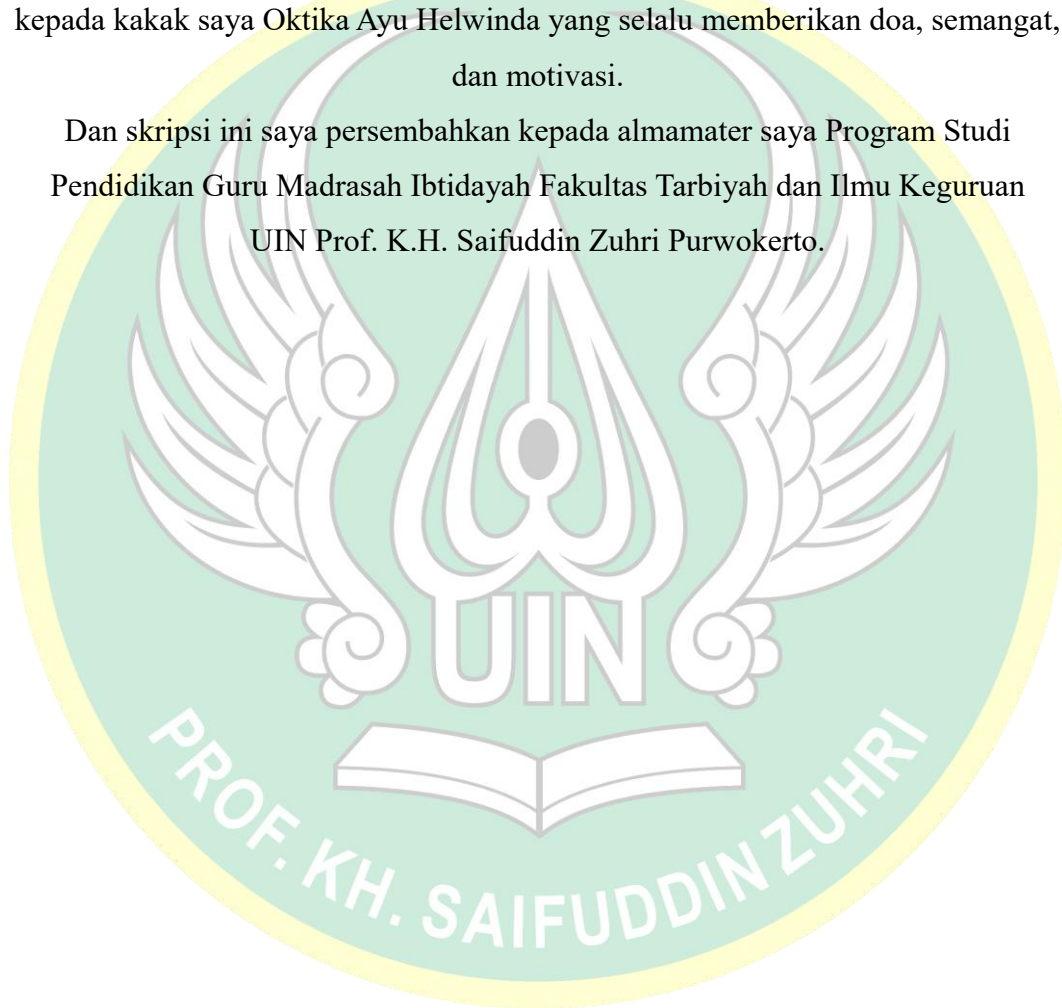 kepada kakak saya Oktika Ayu Helwinda yang selalu memberikan doa, semangat,
dan motivasi.
Dan skripsi ini saya persembahkan kepada almamater saya Program Studi
Pendidikan Guru Madrasah Ibtidayah Fakultas Tarbiyah dan Ilmu Keguruan
UIN Prof. K.H. Saifuddin Zuhri Purwokerto.
UIN
PROF. KH. SAIFUDDIN ZUHRI